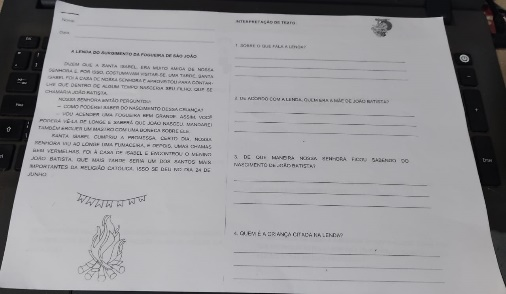 Nome:
Data:
A LENDA DO SURGIMENTO DA FOGUEIRA DE SÃO JOÃO
DIZEM QUE A SANTA ISABEL ERA MUITO AMIGA DE NOSSA
SENHORA E, POR ISSO, COSTUMAVAM VISITAR-SE. UMA TARDE, SANTA
ISABEL FOI À CASA DE NOSSA SENHORA E APROVEITOU PARA CONTAR-
LHE QUE DENTRO DE ALGUM TEMPO NASCERIA SEU FILHO, QUE SE
CHAMARIA JOÃO BATISTA.
NOSSA SENHORA ENTÃO PERGUNTOU:
— COMO PODEREI SABER DO NASCIMENTO DESSA CRIANÇA?
— VOU ACENDER UMA FOGUEIRA BEM GRANDE; ASSIM VOCÊ
PODERÁ VÊ-LA DE LONGE E SABERÁ QUE JOÃO NASCEU. MANDAREI
TAMBÉM ERGUER UM MASTRO COM UMA BONECA SOBRE ELE.
SANTA ISABEL CUMPRIU A PROMESSA. CERTO DIA, NOSSA
SENHORA VIU AO LONGE UMA FUMACEIRA, E DEPOIS, UMAS CHAMAS
BEM VERMELHAS. FOI À CASA DE ISABEL E ENCONTROU O MENINO
JOÃO BATISTA, QUE MAIS TARDE SERIA UM DOS SANTOS MAIS
IMPORTANTES DA RELIGIÃO CATÓLICA. ISSO SE DEU NO DIA 24 DE
JUNHO.
INTERPRETAÇÃO DE TEXTO
1. SOBRE O QUE FALA A LENDA?
2. DE ACORDO COM A LENDA, QUEM ERA A MÃE DE JOÃO BATISTA?
3. DE QUE MANEIRA NOSSA SENHORA FICOU SABENDO DO
NASCIMENTO DE JOÃO BATISTA?
4. QUEM É A CRIANÇA CITADA NA LENDA?